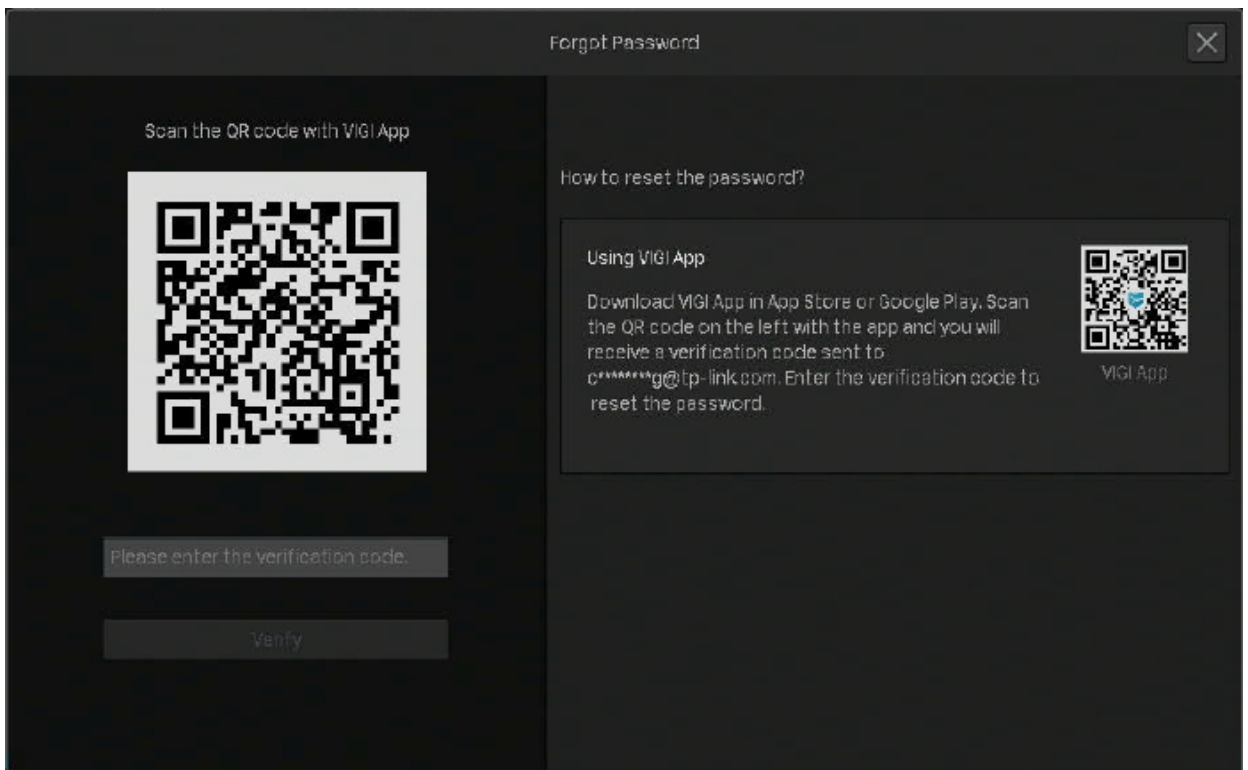 Forgot Password
Scan the QR code with VIGI App
Please enter the verification code.
Verify
How to reset the password?
Using VIGI App
Download VIGI App in App Store or Google Play. Scan
the QR code on the left with the app and you will
receive a verification code sent to
c********g@tp-link.com. Enter the verification code to
reset the password.
VIGI App